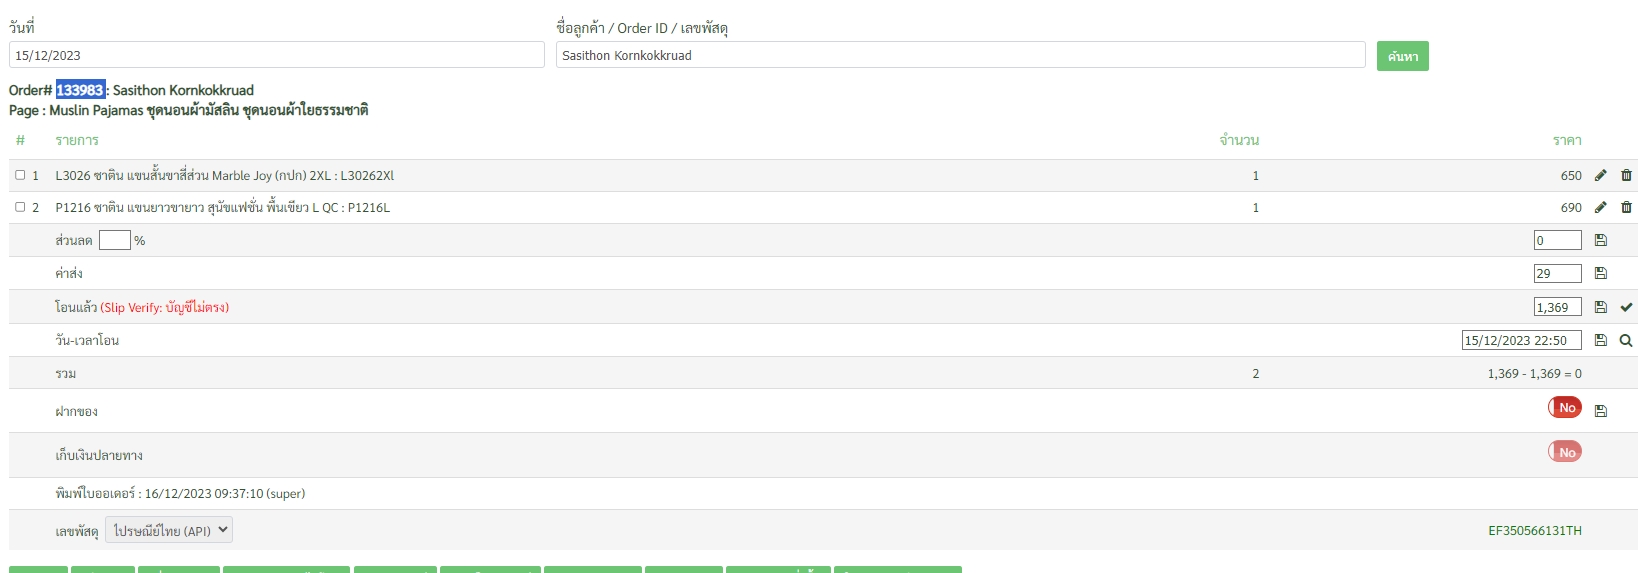 วันที่ ชื่อลูกค้า / Order ID / เลขพัสดุ
15/12/2023 Sasithon Kornkokkruad ค้นหา
Order# 133983 : Sasithon Kornkokkruad
Page : Muslin Pajamas ชุดนอนผ้ามัสลิน ชุดนอนผ้าใยธรรมชาติ
# รายการ จำนวน ราคา
1 L3026 ซาติน แขนสั้นขาสี่ส่วน Marble Joy (กปก) 2XL : L30262Xl 1 650
2 P1216 ซาติน แขนยาวขายาว สุนัขแฟชั่น พื้นเขียว L QC : P1216L 1 690
ส่วนลด % 0
ค่าส่ง 29
โอนแล้ว (Slip Verify: บัญชีไม่ตรง) 1,369
วัน-เวลาโอน 15/12/2023 22:50
รวม 2 1,369 - 1,369 = 0
ฝากของ No
เก็บเงินปลายทาง No
พิมพ์ใบออเดอร์ : 16/12/2023 09:37:10 (super)
เลขพัสดุ ไปรษณีย์ไทย (API) EF350566131TH